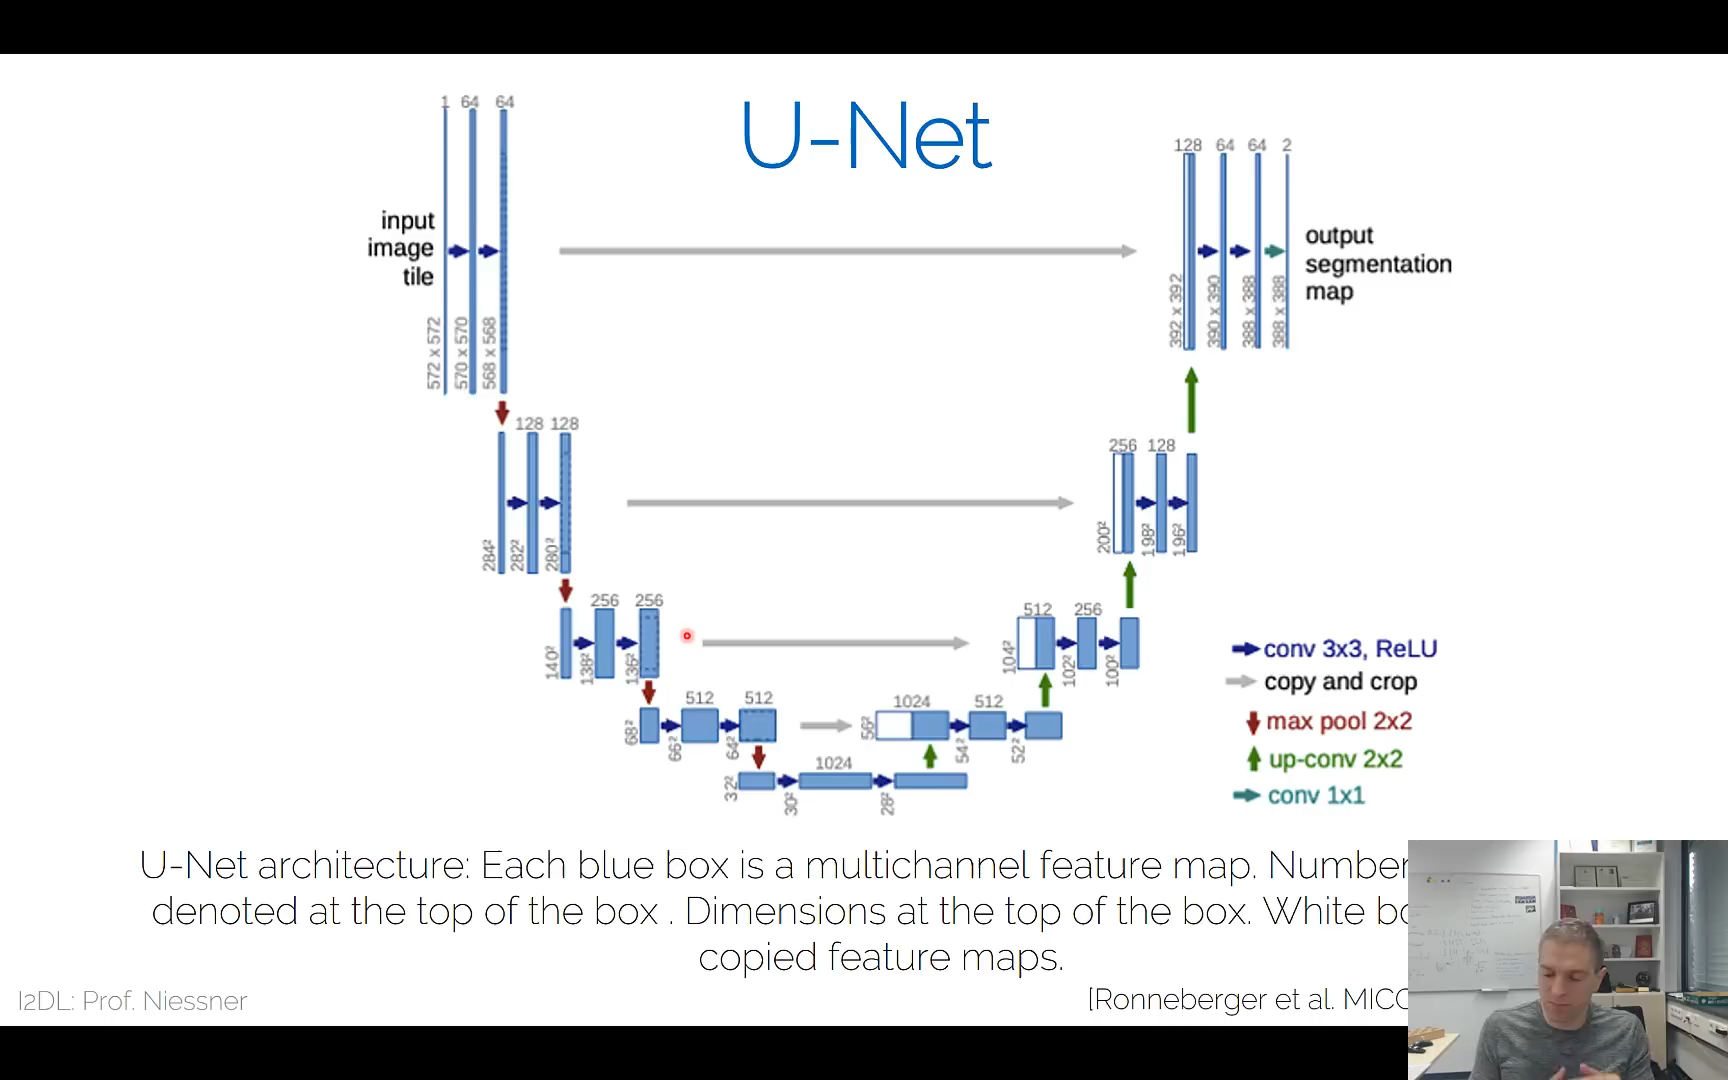 U-Net
1 64 64
input
image
tile
572 x 572
570 x 570
568 x 568
128 64 64 2
output
segmentation
map
392 x 392
390 x 390
388 x 388
388 x 388
128 128
284²
282²
280²
256 128
200²
198²
196²
256 256
140²
138²
136²
512 256
104²
102²
100²
512 512
68²
66²
64²
1024 512
56²
54²
52²
1024
32²
30²
28²
conv 3x3, ReLU
copy and crop
max pool 2x2
up-conv 2x2
conv 1x1
U-Net architecture: Each blue box is a multichannel feature map. Number
denoted at the top of the box . Dimensions at the top of the box. White
copied feature maps.
I2DL: Prof. Niessner
[Ronneberger et al.